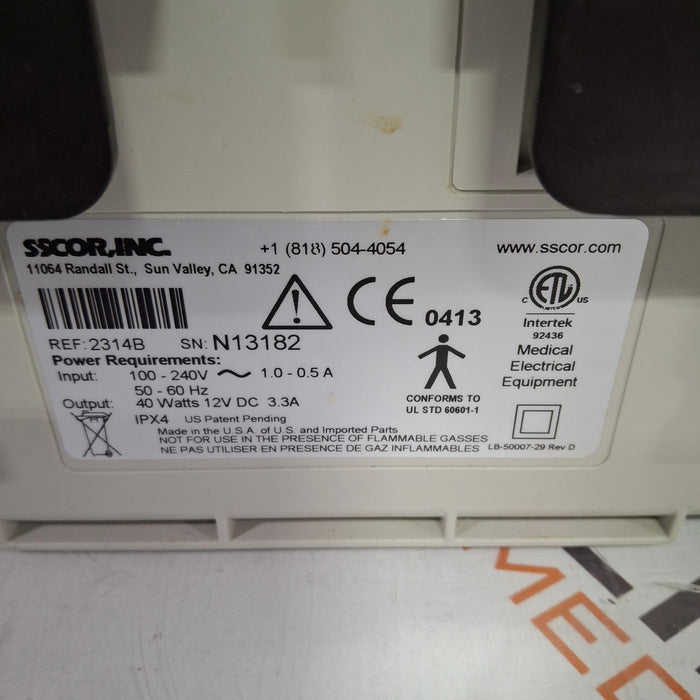 SSCOR, INC. +1 (818) 504-4054 www.sscor.com
11064 Randall St., Sun Valley, CA 91352
CE 0413
C ETL US
Intertek
92436
Medical
Electrical
Equipment
REF: 2314B SN: N13182
Power Requirements:
Input: 100 - 240V ~ 1.0 - 0.5 A
50 - 60 Hz
Output: 40 Watts 12V DC 3.3A
CONFORMS TO
UL STD 60601-1
IPX4 US Patent Pending
Made in the U.S.A. of U.S. and Imported Parts
NOT FOR USE IN THE PRESENCE OF FLAMMABLE GASSES
NE PAS UTILISER EN PRESENCE DE GAZ INFLAMMABLES
LB-50007-29 Rev D
MEC